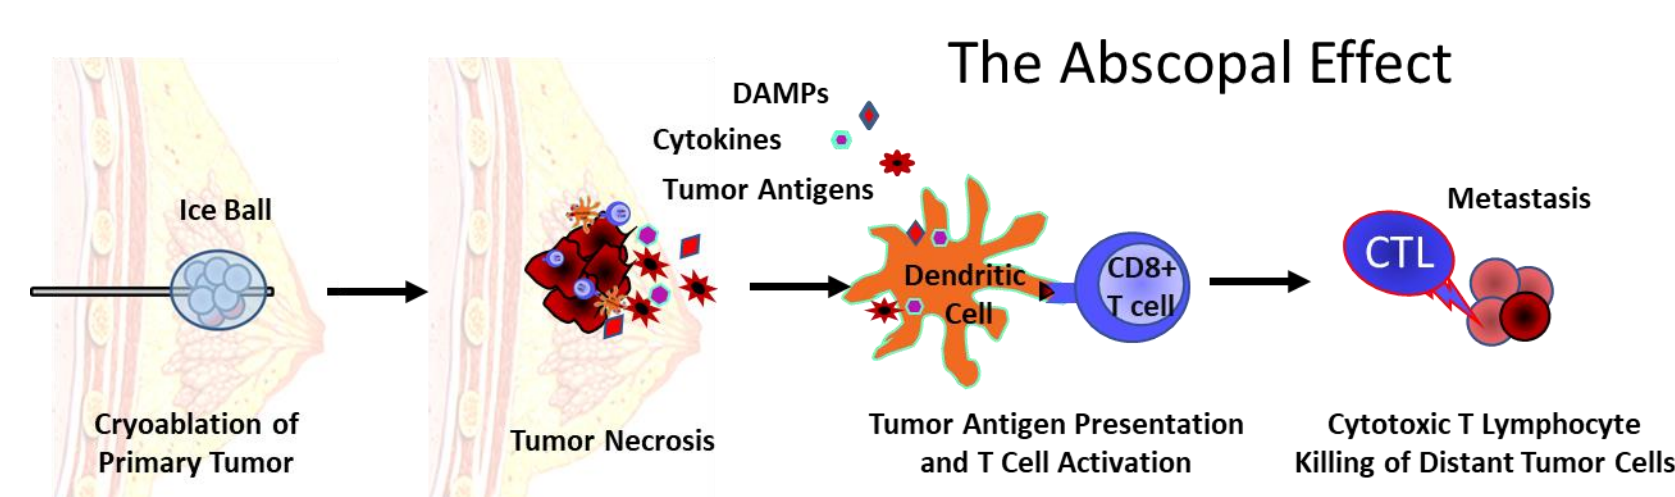 The Abscopal Effect
DAMPs
Cytokines
Tumor Antigens
Ice Ball
Metastasis
Dendritic
Cell
CD8+
T cell
CTL
Cryoablation of
Primary Tumor
Tumor Necrosis
Tumor Antigen Presentation
and T Cell Activation
Cytotoxic T Lymphocyte
Killing of Distant Tumor Cells